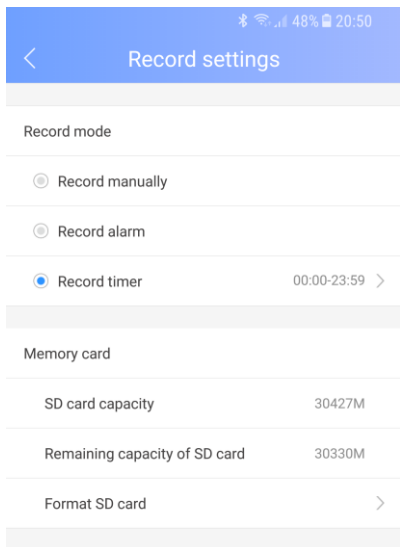 48% 20:50
Record settings
Record mode
Record manually
Record alarm
Record timer 00:00-23:59
Memory card
SD card capacity 30427M
Remaining capacity of SD card 30330M
Format SD card